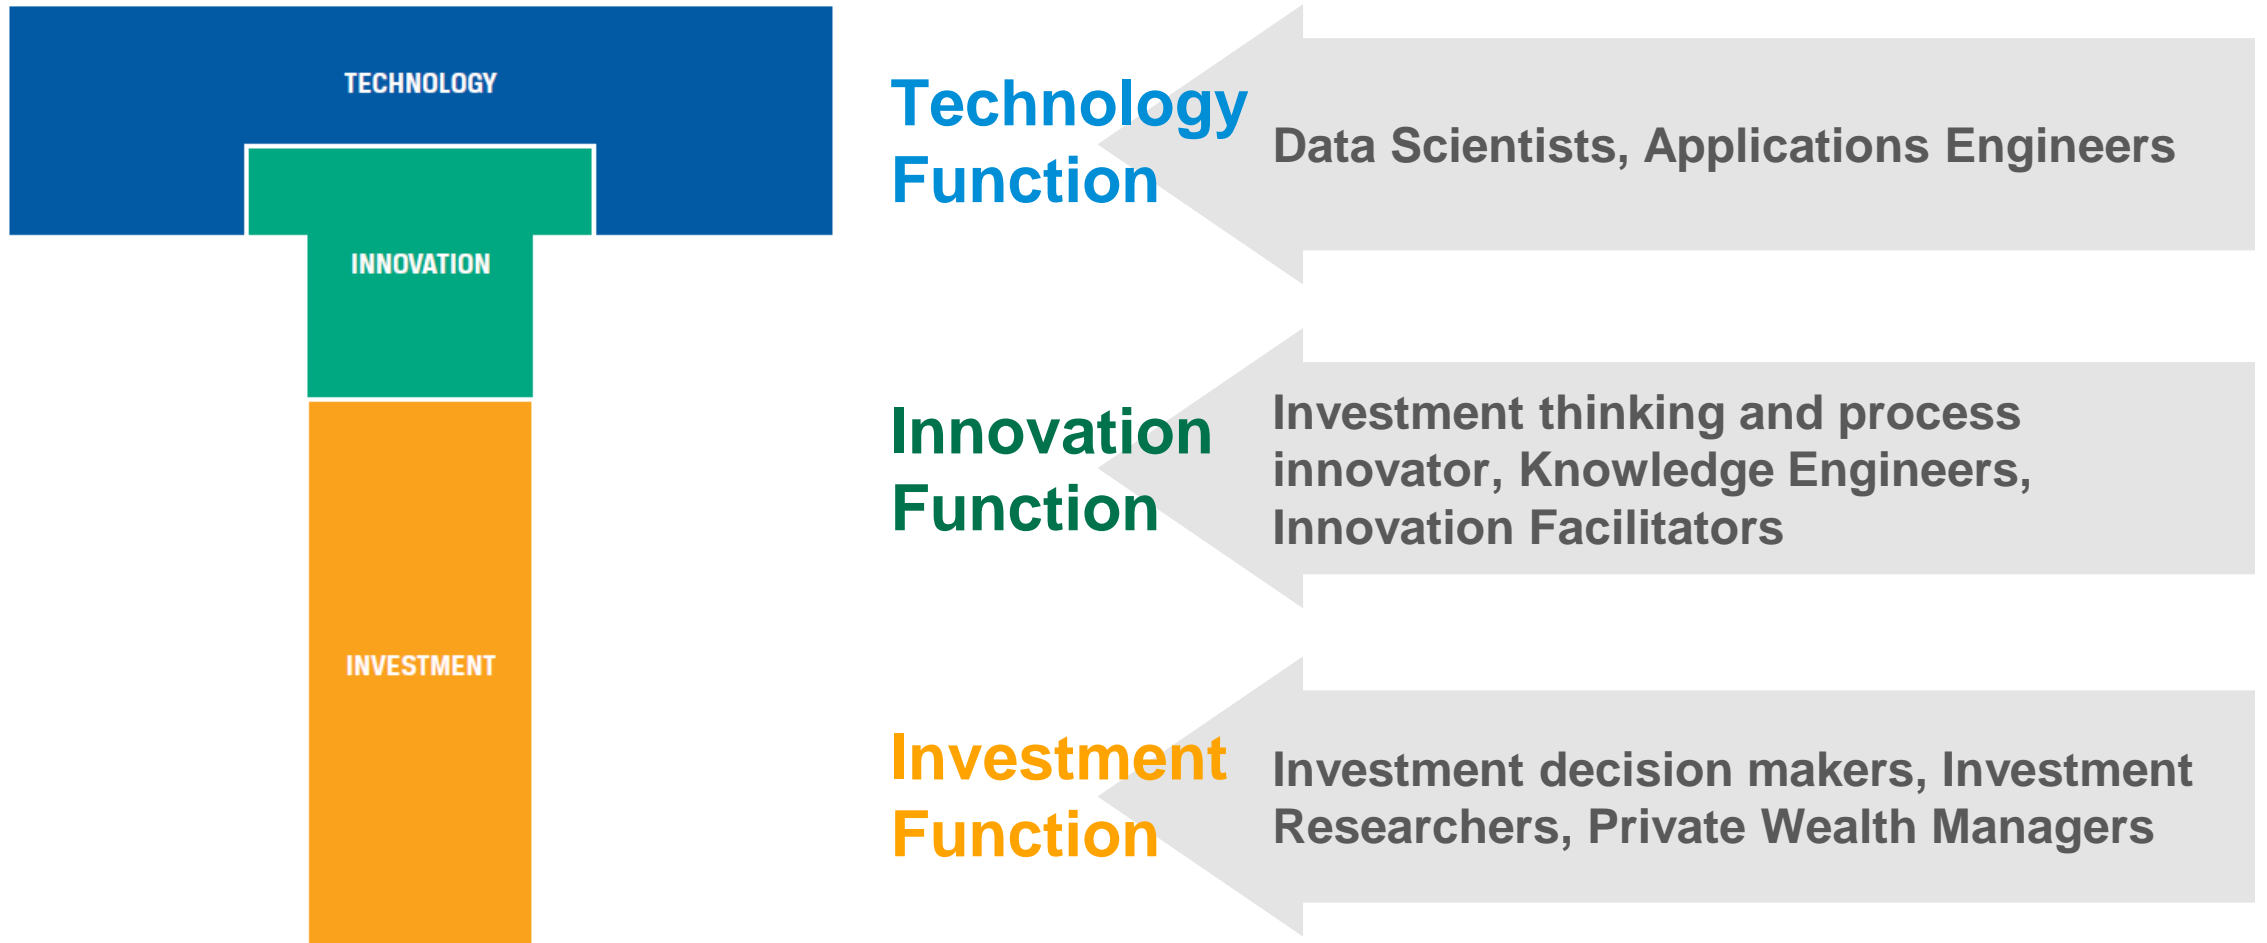 TECHNOLOGY
INNOVATION
INVESTMENT
Technology
Function
Data Scientists, Applications Engineers
Innovation
Function
Investment thinking and process
innovator, Knowledge Engineers,
Innovation Facilitators
Investment
Function
Investment decision makers, Investment
Researchers, Private Wealth Managers